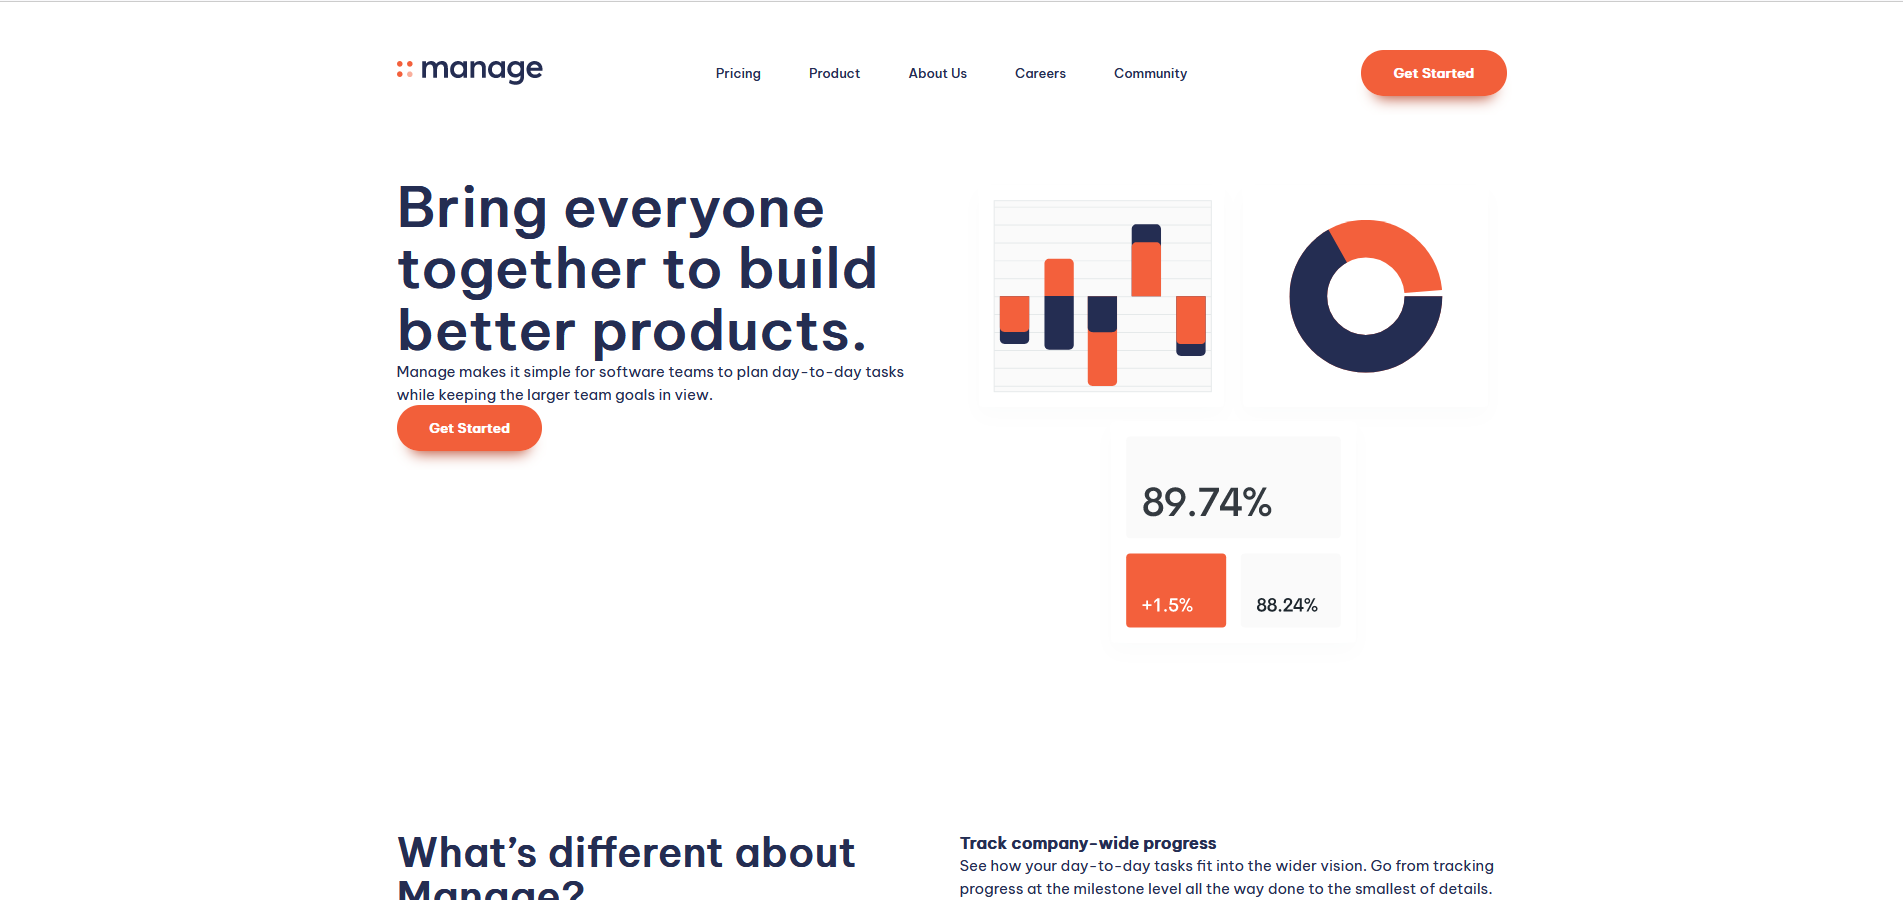 manage
Pricing
Product
About Us
Careers
Community
Get Started
Bring everyone
together to build
better products.
Manage makes it simple for software teams to plan day-to-day tasks
while keeping the larger team goals in view.
Get Started
89.74%
+1.5%
88.24%
What’s different about
Manage?
Track company-wide progress
See how your day-to-day tasks fit into the wider vision. Go from tracking
progress at the milestone level all the way done to the smallest of details.